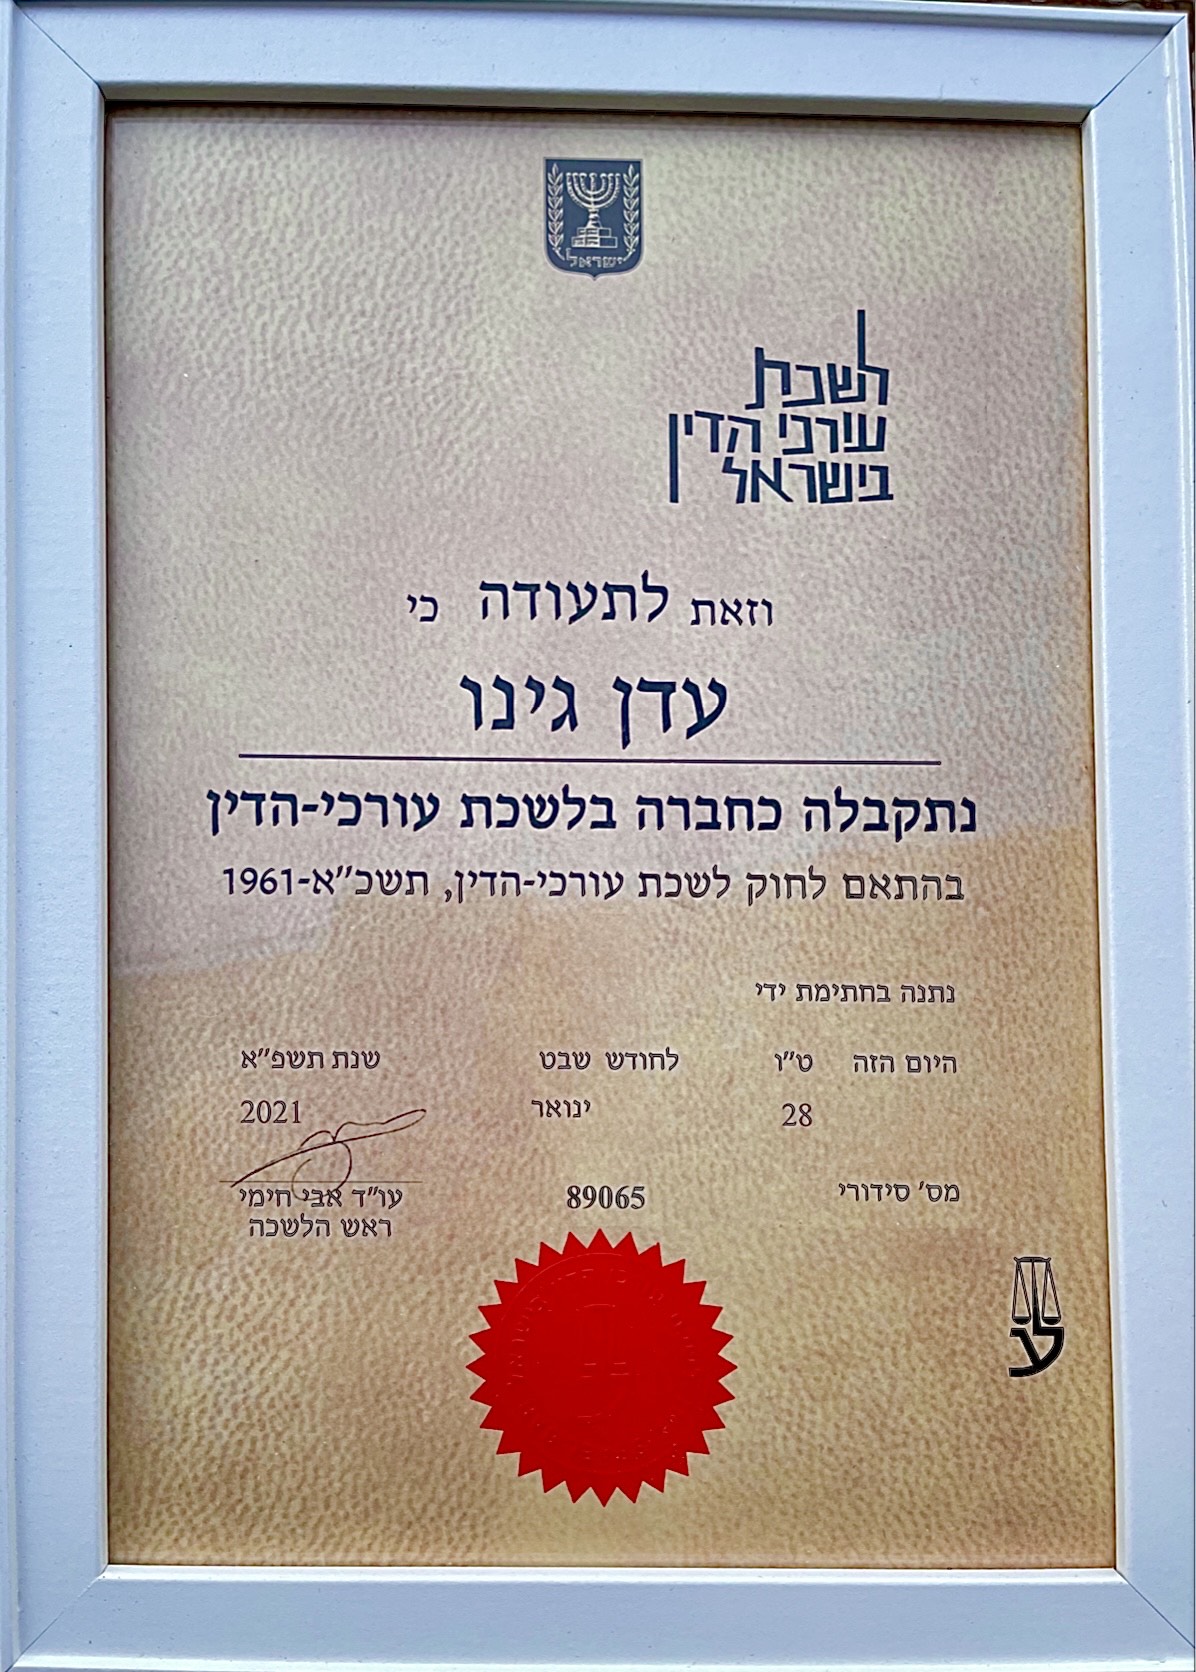 ישראל
לשכת
עורכי הדין
בישראל
וזאת לתעודה כי
עדן גינו
נתקבלה כחברה בלשכת עורכי-הדין
בהתאם לחוק לשכת עורכי-הדין, תשכ"א-1961
נתנה בחתימת ידי
היום הזה ט"ו לחודש שבט שנת תשפ"א
28 ינואר 2021
מס' סידורי 89065 עו"ד אבי חימי
ראש הלשכה